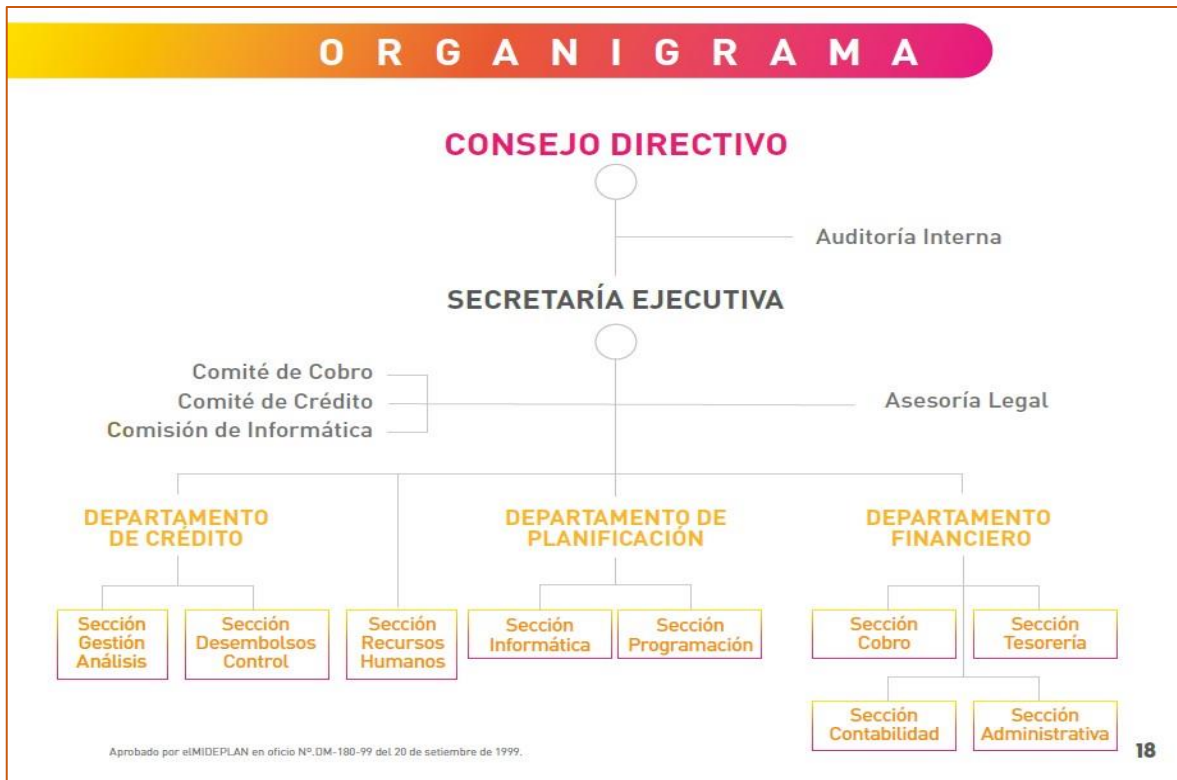 ORGANIGRAMA
CONSEJO DIRECTIVO
Auditoría Interna
SECRETARÍA EJECUTIVA
Comité de Cobro
Comité de Crédito
Comisión de Informática
Asesoría Legal
DEPARTAMENTO
DE CRÉDITO
DEPARTAMENTO DE
PLANIFICACIÓN
DEPARTAMENTO
FINANCIERO
Sección
Gestión
Análisis
Sección
Desembolsos
Control
Sección
Recursos
Humanos
Sección
Informática
Sección
Programación
Sección
Cobro
Sección
Tesorería
Sección
Contabilidad
Sección
Administrativa
Aprobado por elMIDEPLAN en oficio Nº.DM-180-99 del 20 de setiembre de 1999.
18